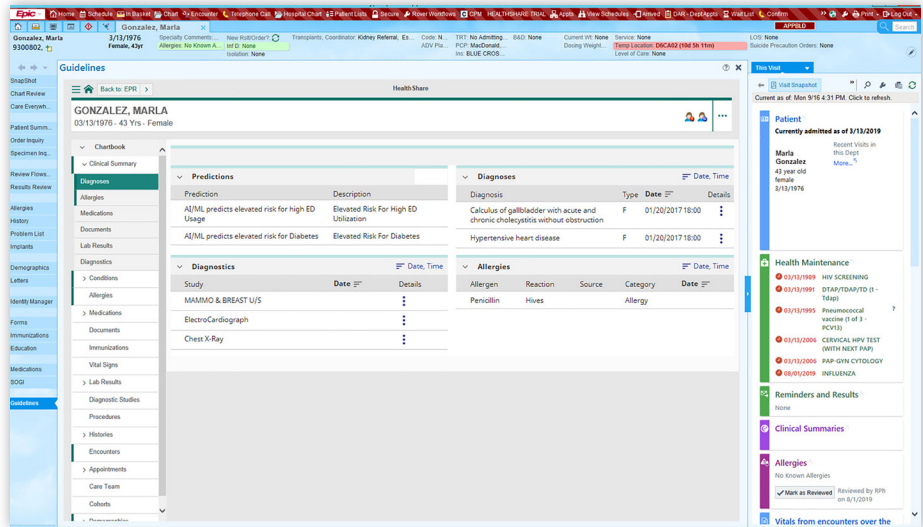 Epic
Home Schedule In Basket Chart Encounter Telephone Call Hospital Chart Patient Lists Secure Rover Workflows CPM HEALTHSHARE TRIAL Appts View Schedules Arrived DAR - Dept Appts Wait List Confirm Print Log Out
Gonzalez, Marla x APPBLD Search
Gonzalez, Marla 3/13/1976 Specialty Comments:... New Rslt/Order?: Transplants, Coordinator: Kidney Referral, Es... Code: N... TRT: No Admitting... B&D: None Current Wt: None Service: None LOS: None
9300802, Female, 43yr Allergies: No Known A... Inf D: None ADV Pla... PCP: MacDonald,... Dosing Weight... Temp Location: D6CA02 (10d 5h 11m) Suicide Precaution Orders: None
Isolation: None Ins: BLUE CROS... Level of Care: None
SnapShot
Chart Review
Care Everywh...
Patient Summ...
Order Inquiry
Specimen Inq...
Review Flows...
Results Review
Allergies
History
Problem List
Implants
Demographics
Letters
Identity Manager
Forms
Immunizations
Education
Medications
SOGI
Guidelines
Guidelines
Back to: EPR > HealthShare
GONZALEZ, MARLA
03/13/1976 - 43 Yrs - Female
Chartbook
Clinical Summary
Diagnoses
Allergies
Medications
Documents
Lab Results
Diagnostics
> Conditions
Allergies
> Medications
Documents
Immunizations
Vital Signs
> Lab Results
Diagnostic Studies
Procedures
> Histories
Encounters
> Appointments
Care Team
Cohorts
> Demographics
Predictions
Prediction Description
AI/ML predicts elevated risk for high ED Usage
Elevated Risk For High ED Utilization
AI/ML predicts elevated risk for Diabetes Elevated Risk For Diabetes
Diagnostics Date, Time
Study Date Details
MAMMO & BREAST U/S
ElectroCardiograph
Chest X-Ray
Diagnoses Date, Time
Diagnosis Type Date Details
Calculus of gallbladder with acute and
chronic cholecystitis without obstruction
F 01/20/2017 18:00
Hypertensive heart disease F 01/20/2017 18:00
Allergies Date, Time
Allergen Reaction Source Category Date
Penicillin Hives Allergy
This Visit
Visit Snapshot
Current as of: Mon 9/16 4:31 PM. Click to refresh.
Patient
Currently admitted as of 3/13/2019
Marla
Gonzalez
43 year old
female
3/13/1976
Recent Visits in
this Dept
More...
Health Maintenance
03/13/1989 HIV SCREENING
03/13/1991 DTAP/TDAP/TD (1 -
Tdap)
03/13/1995 Pneumococcal ?
vaccine (1 of 3 -
PCV13)
03/13/2006 CERVICAL HPV TEST
(WITH NEXT PAP)
03/13/2006 PAP-GYN CYTOLOGY
08/01/2019 INFLUENZA
Reminders and Results
None
Clinical Summaries
Allergies
No Known Allergies
Mark as Reviewed Reviewed by RPh
on 8/1/2019
Vitals from encounters over the